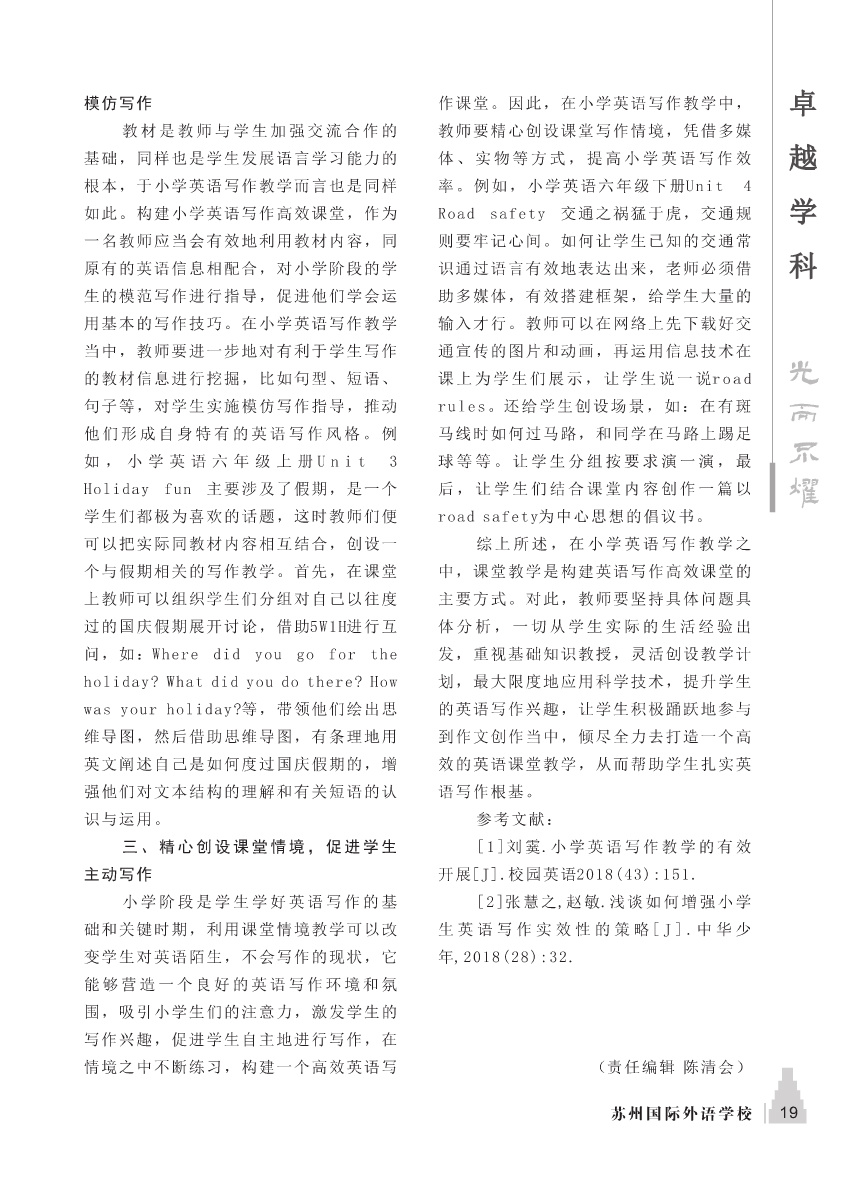 模仿写作
教材是教师与学生加强交流合作的
基础，同样也是学生发展语言学习能力的
根本，于小学英语写作教学而言也是同样
如此。构建小学英语写作高效课堂，作为
一名教师应当会有效地利用教材内容，同
原有的英语信息相配合，对小学阶段的学
生的模范写作进行指导，促进他们学会运
用基本的写作技巧。在小学英语写作教学
当中，教师要进一步地对有利于学生写作
的教材信息进行挖掘，比如句型、短语、
句子等，对学生实施模仿写作指导，推动
他们形成自身特有的英语写作风格。例
如，小学英语六年级上册Unit 3
Holiday fun 主要涉及了假期，是一个
学生们都极为喜欢的话题，这时教师们便
可以把实际同教材内容相互结合，创设一
个与假期相关的写作教学。首先，在课堂
上教师可以组织学生们分组对自己以往度
过的国庆假期展开讨论，借助5W1H进行互
问，如：Where did you go for the
holiday? What did you do there? How
was your holiday?等，带领他们绘出思
维导图，然后借助思维导图，有条理地用
英文阐述自己是如何度过国庆假期的，增
强他们对文本结构的理解和有关短语的认
识与运用。
三、精心创设课堂情境，促进学生
主动写作
小学阶段是学生学好英语写作的基
础和关键时期，利用课堂情境教学可以改
变学生对英语陌生，不会写作的现状，它
能够营造一个良好的英语写作环境和氛
围，吸引小学生们的注意力，激发学生的
写作兴趣，促进学生自主地进行写作，在
情境之中不断练习，构建一个高效英语写
作课堂。因此，在小学英语写作教学中，
教师要精心创设课堂写作情境，凭借多媒
体、实物等方式，提高小学英语写作效
率。例如，小学英语六年级下册Unit 4
Road safety 交通之祸猛于虎，交通规
则要牢记心间。如何让学生已知的交通常
识通过语言有效地表达出来，老师必须借
助多媒体，有效搭建框架，给学生大量的
输入才行。教师可以在网络上先下载好交
通宣传的图片和动画，再运用信息技术在
课上为学生们展示，让学生说一说road
rules。还给学生创设场景，如：在有斑
马线时如何过马路，和同学在马路上踢足
球等等。让学生分组按要求演一演，最
后，让学生们结合课堂内容创作一篇以
road safety为中心思想的倡议书。
综上所述，在小学英语写作教学之
中，课堂教学是构建英语写作高效课堂的
主要方式。对此，教师要坚持具体问题具
体分析，一切从学生实际的生活经验出
发，重视基础知识教授，灵活创设教学计
划，最大限度地应用科学技术，提升学生
的英语写作兴趣，让学生积极踊跃地参与
到作文创作当中，倾尽全力去打造一个高
效的英语课堂教学，从而帮助学生扎实英
语写作根基。
参考文献：
[1]刘霙.小学英语写作教学的有效
开展[J].校园英语2018(43):151.
[2]张慧之,赵敏.浅谈如何增强小学
生英语写作实效性的策略[J].中华少
年,2018(28):32.
（责任编辑 陈清会）
卓越学科
光而不耀
苏州国际外语学校
19